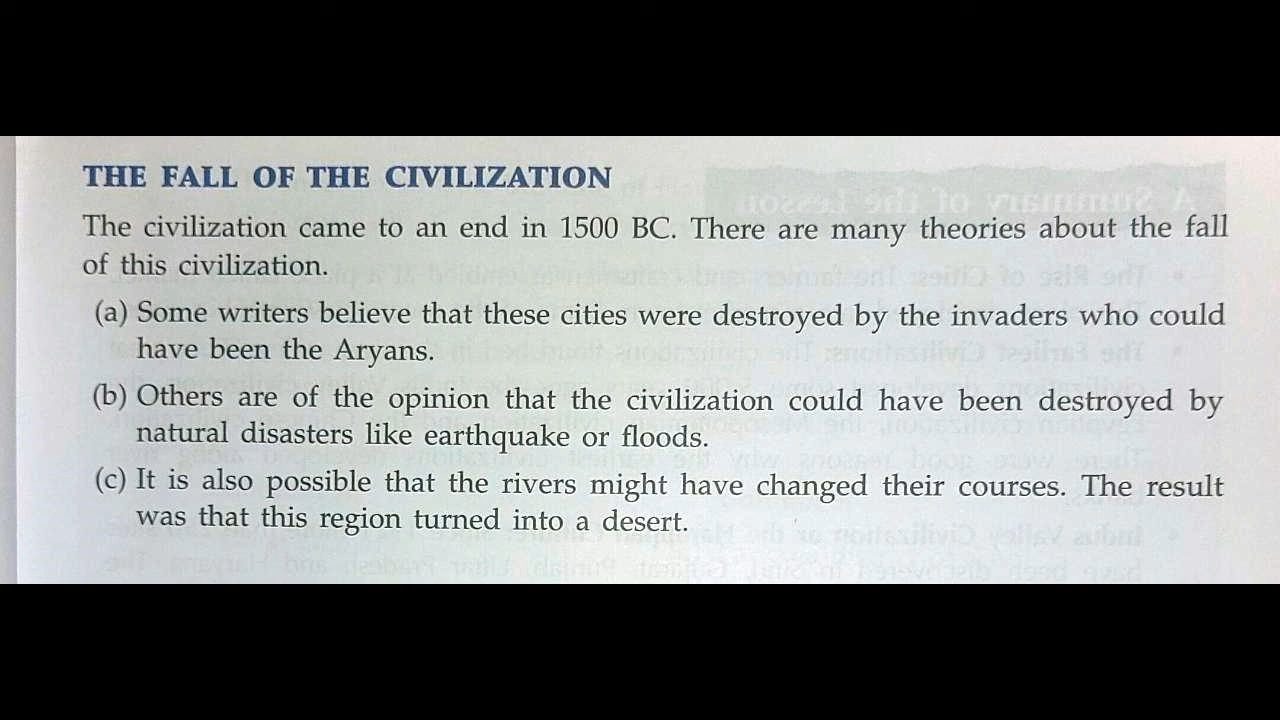 THE FALL OF THE CIVILIZATION
The civilization came to an end in 1500 BC. There are many theories about the fall
of this civilization.
(a) Some writers believe that these cities were destroyed by the invaders who could
have been the Aryans.
(b) Others are of the opinion that the civilization could have been destroyed by
natural disasters like earthquake or floods.
(c) It is also possible that the rivers might have changed their courses. The result
was that this region turned into a desert.